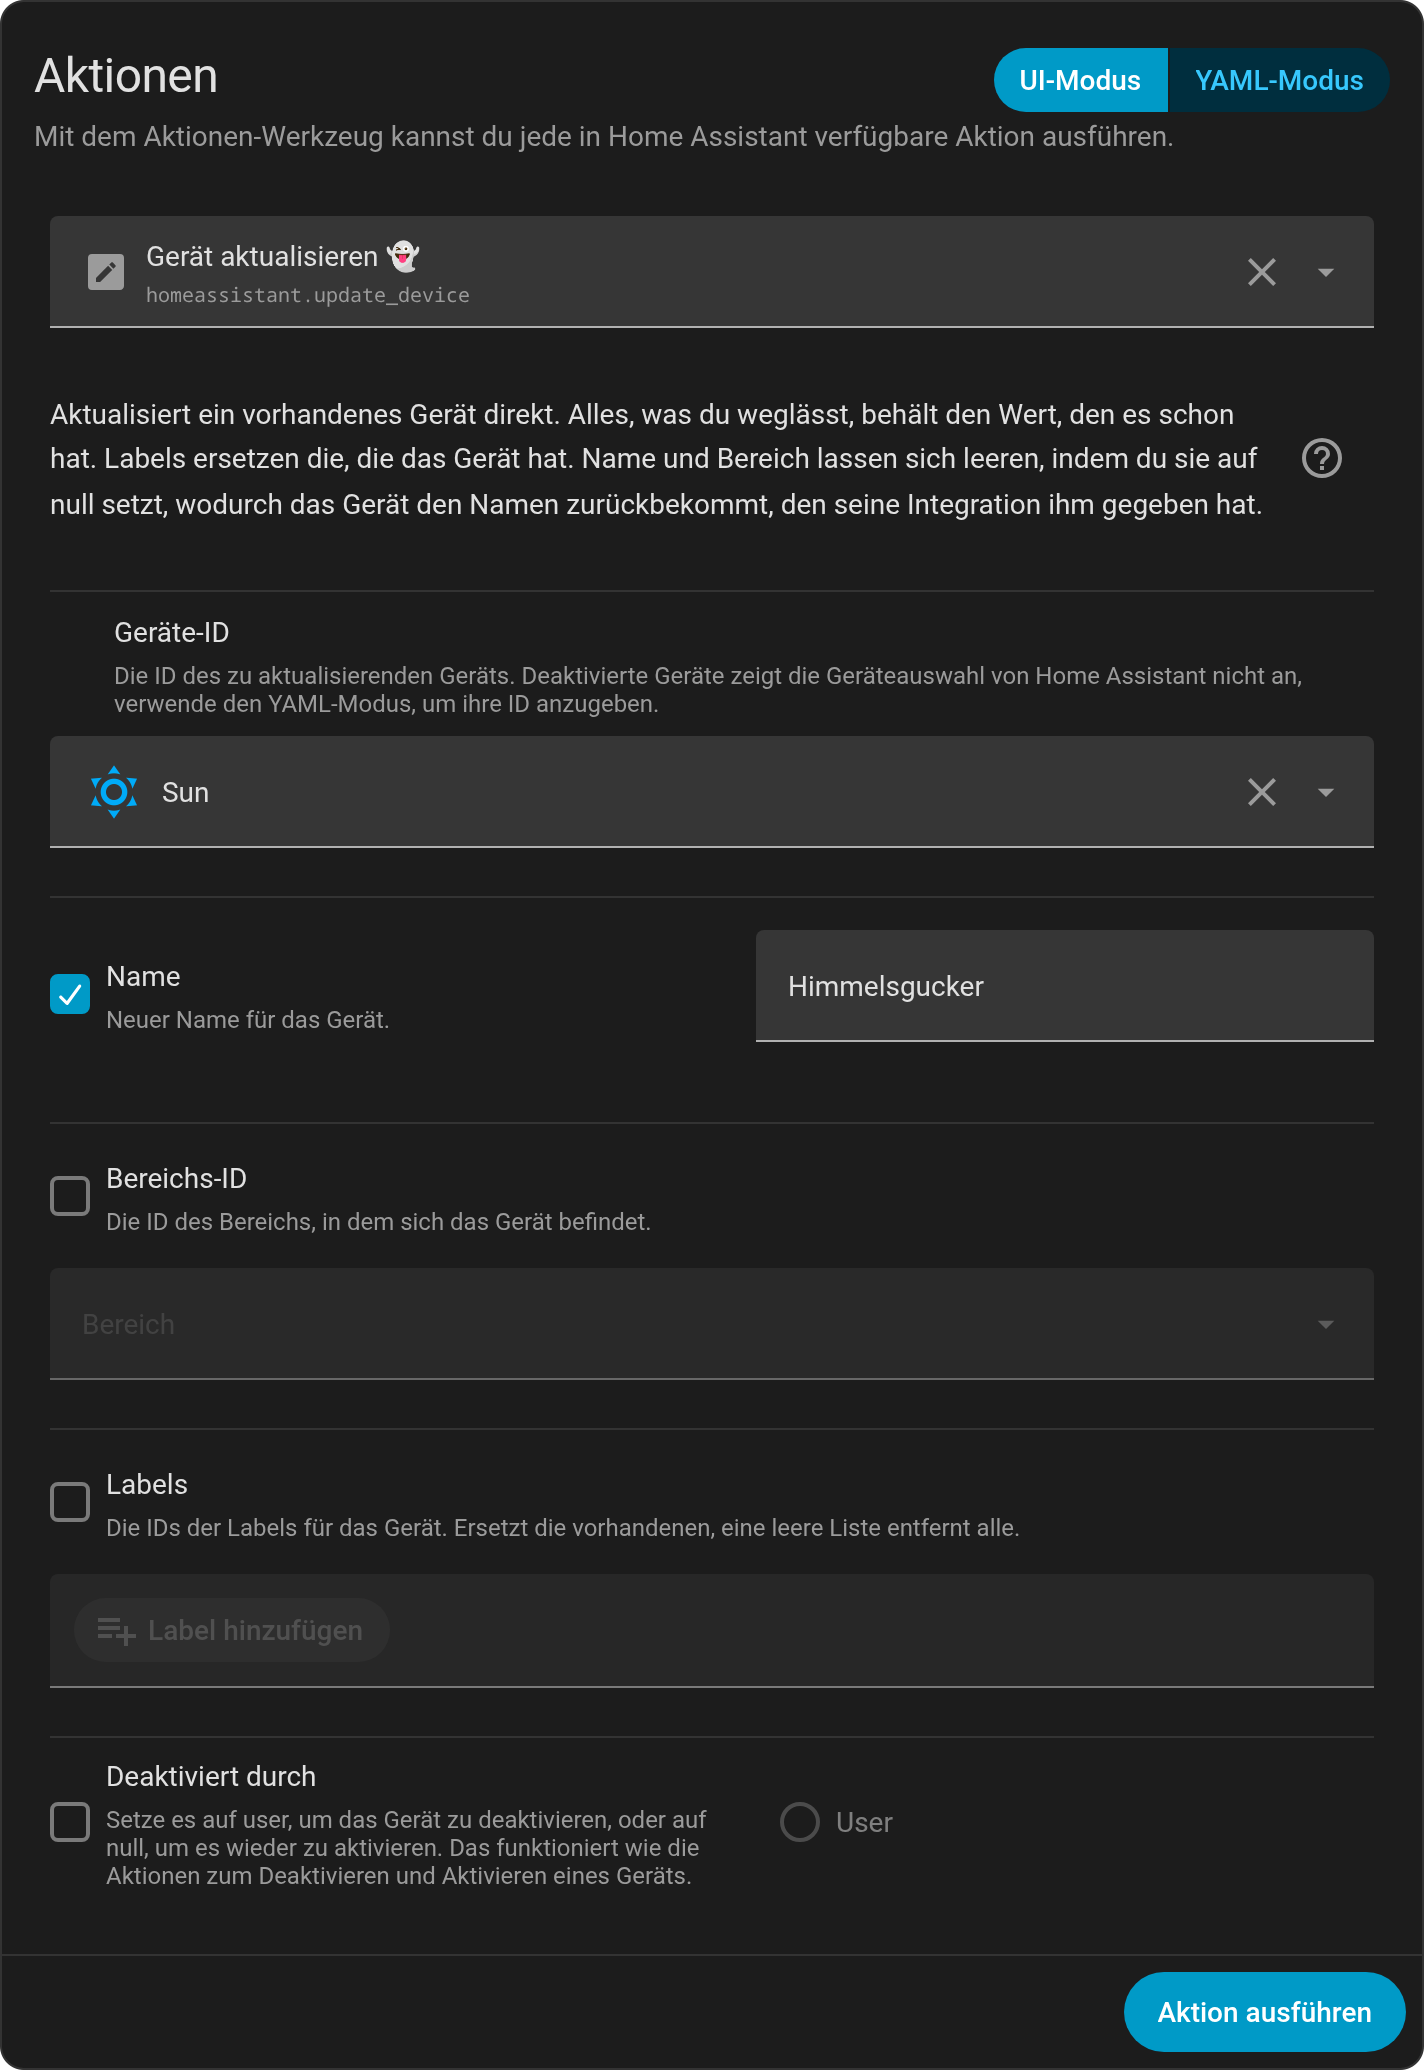 Aktionen
UI-Modus
YAML-Modus
Mit dem Aktionen-Werkzeug kannst du jede in Home Assistant verfügbare Aktion ausführen.
Gerät aktualisieren 👻
homeassistant.update_device
Aktualisiert ein vorhandenes Gerät direkt. Alles, was du weglässt, behält den Wert, den es schon
hat. Labels ersetzen die, die das Gerät hat. Name und Bereich lassen sich leeren, indem du sie auf
null setzt, wodurch das Gerät den Namen zurückbekommt, den seine Integration ihm gegeben hat.
Geräte-ID
Die ID des zu aktualisierenden Geräts. Deaktivierte Geräte zeigt die Geräteauswahl von Home Assistant nicht an,
verwende den YAML-Modus, um ihre ID anzugeben.
Sun
Name
Neuer Name für das Gerät.
Himmelsgucker
Bereichs-ID
Die ID des Bereichs, in dem sich das Gerät befindet.
Bereich
Labels
Die IDs der Labels für das Gerät. Ersetzt die vorhandenen, eine leere Liste entfernt alle.
Label hinzufügen
Deaktiviert durch
Setze es auf user, um das Gerät zu deaktivieren, oder auf
null, um es wieder zu aktivieren. Das funktioniert wie die
Aktionen zum Deaktivieren und Aktivieren eines Geräts.
User
Aktion ausführen